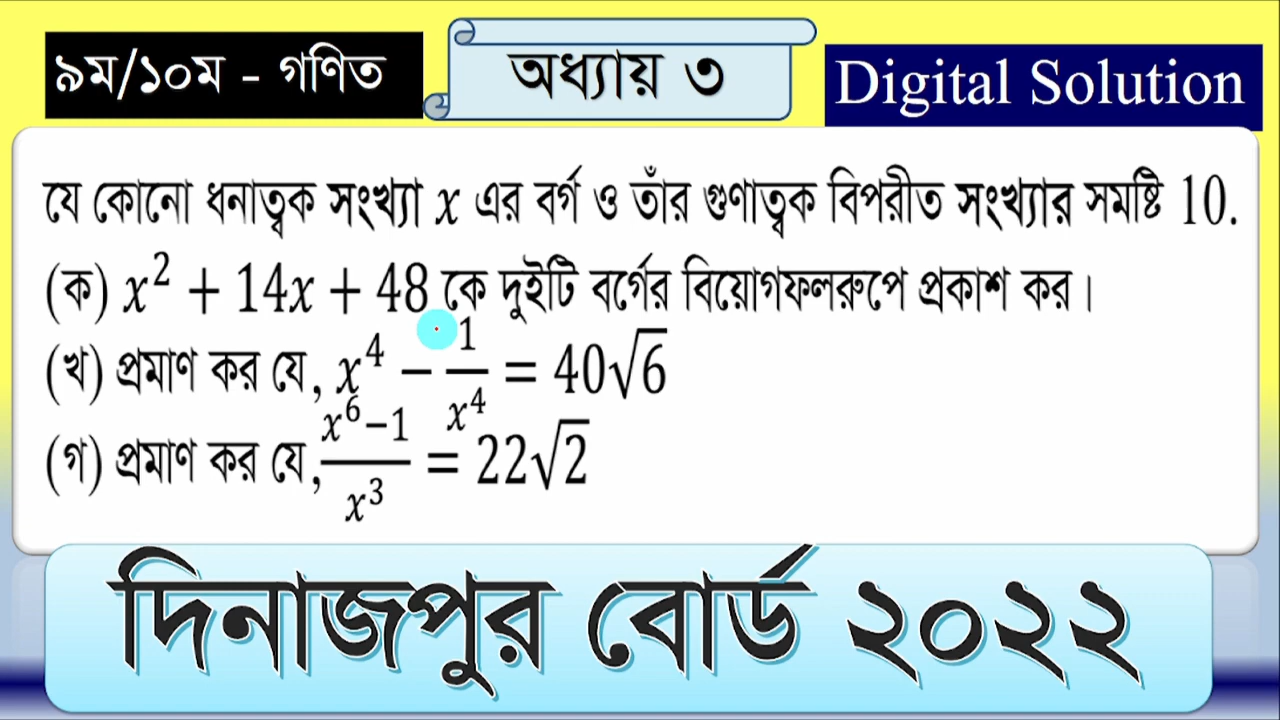 ৯ম/১০ম - গণিত
অধ্যায় ৩
Digital Solution
যে কোনো ধনাত্বক সংখ্যা x এর বর্গ ও তাঁর গুণাত্বক বিপরীত সংখ্যার সমষ্টি 10.
(ক) x² + 14x + 48 কে দুইটি বর্গের বিয়োগফলরুপে প্রকাশ কর।
(খ) প্রমাণ কর যে, x⁴ − 1/x⁴ = 40√6
(গ) প্রমাণ কর যে, (x⁶−1)/x³ = 22√2
দিনাজপুর বোর্ড ২০২২